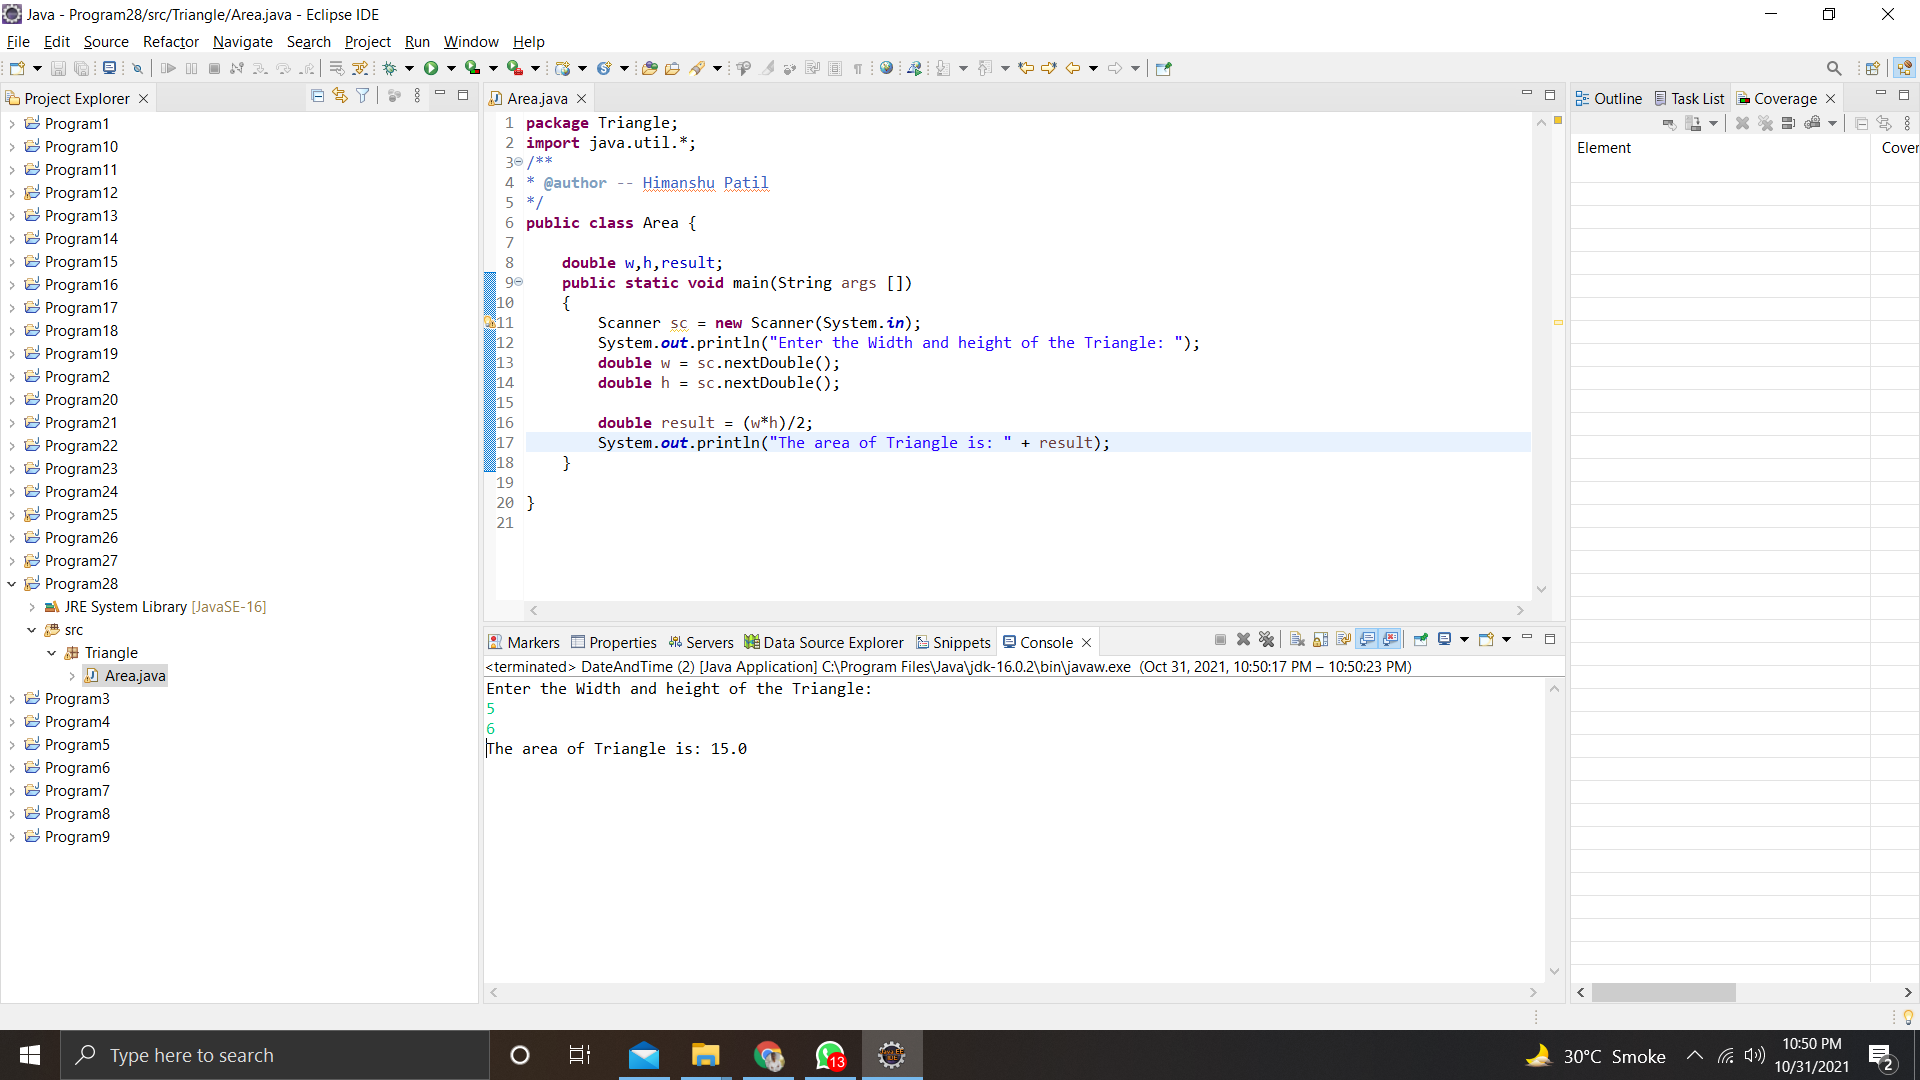 Java - Program28/src/Triangle/Area.java - Eclipse IDE
File Edit Source Refactor Navigate Search Project Run Window Help
Project Explorer
Program1
Program10
Program11
Program12
Program13
Program14
Program15
Program16
Program17
Program18
Program19
Program2
Program20
Program21
Program22
Program23
Program24
Program25
Program26
Program27
Program28
JRE System Library [JavaSE-16]
src
Triangle
Area.java
Program3
Program4
Program5
Program6
Program7
Program8
Program9
Area.java
1 package Triangle;
2 import java.util.*;
3 /**
4 * @author -- Himanshu Patil
5 */
6 public class Area {
7
8 double w,h,result;
9 public static void main(String args [])
10 {
11 Scanner sc = new Scanner(System.in);
12 System.out.println("Enter the Width and height of the Triangle: ");
13 double w = sc.nextDouble();
14 double h = sc.nextDouble();
15
16 double result = (w*h)/2;
17 System.out.println("The area of Triangle is: " + result);
18 }
19
20 }
21
Markers Properties Servers Data Source Explorer Snippets Console
<terminated> DateAndTime (2) [Java Application] C:\Program Files\Java\jdk-16.0.2\bin\javaw.exe (Oct 31, 2021, 10:50:17 PM – 10:50:23 PM)
Enter the Width and height of the Triangle:
5
6
The area of Triangle is: 15.0
Outline Task List Coverage
Element Cover
Type here to search
13
30°C Smoke
10:50 PM
10/31/2021
2